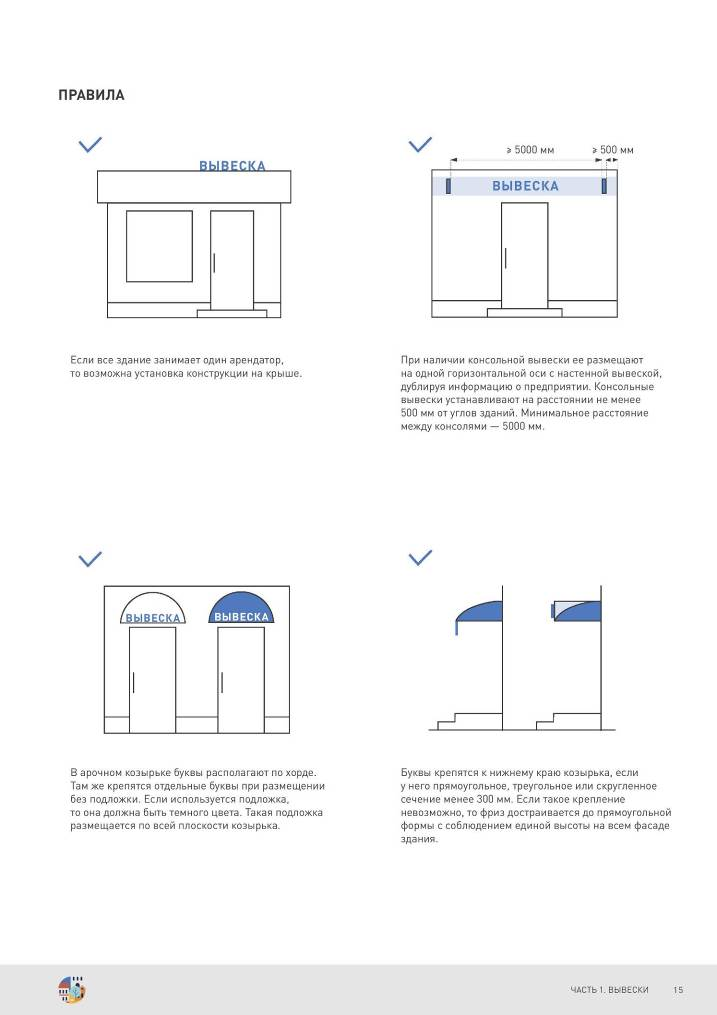 ПРАВИЛА
ВЫВЕСКА
Если все здание занимает один арендатор,
то возможна установка конструкции на крыше.
⩾ 5000 мм
⩾ 500 мм
ВЫВЕСКА
При наличии консольной вывески ее размещают
на одной горизонтальной оси с настенной вывеской,
дублируя информацию о предприятии. Консольные
вывески устанавливают на расстоянии не менее
500 мм от углов зданий. Минимальное расстояние
между консолями — 5000 мм.
ВЫВЕСКА
ВЫВЕСКА
В арочном козырьке буквы располагают по хорде.
Там же крепятся отдельные буквы при размещении
без подложки. Если используется подложка,
то она должна быть темного цвета. Такая подложка
размещается по всей плоскости козырька.
Буквы крепятся к нижнему краю козырька, если
у него прямоугольное, треугольное или скругленное
сечение менее 300 мм. Если такое крепление
невозможно, то фриз достраивается до прямоугольной
формы с соблюдением единой высоты на всем фасаде
здания.
ЧАСТЬ 1. ВЫВЕСКИ
15